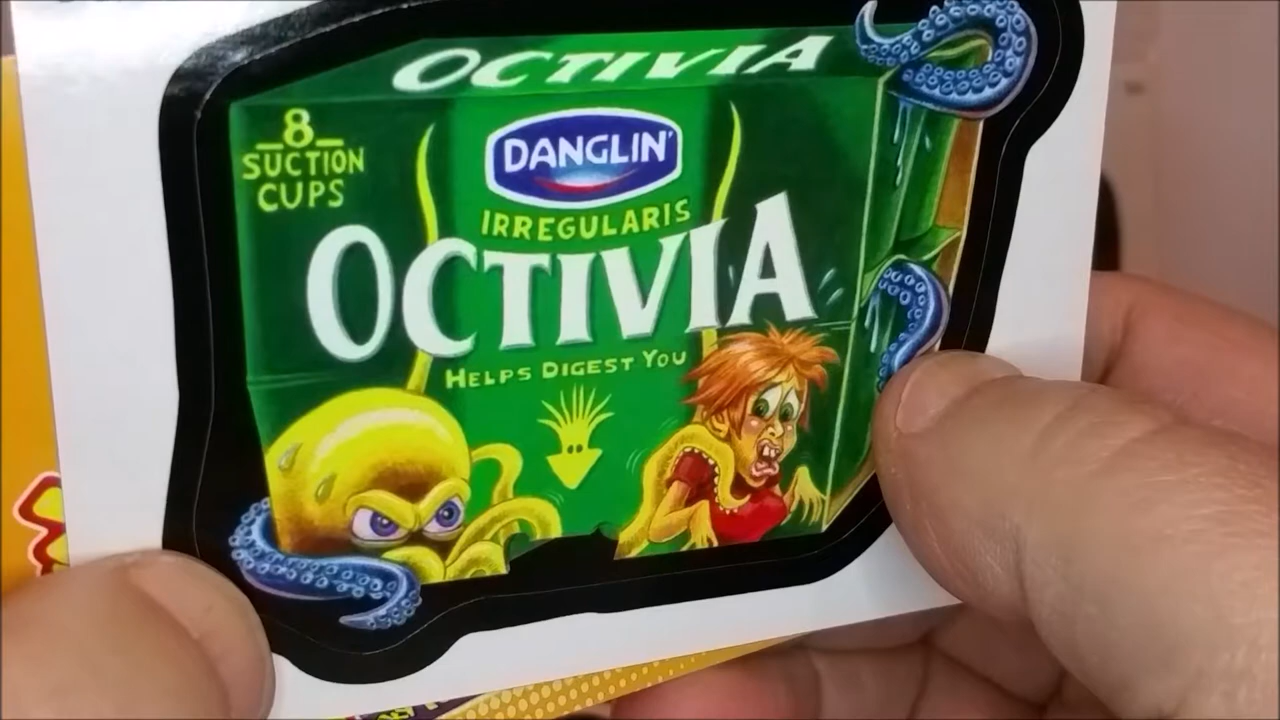 OCTIVIA
8
SUCTION
CUPS
DANGLIN'
IRREGULARIS
OCTIVIA
HELPS DIGEST YOU